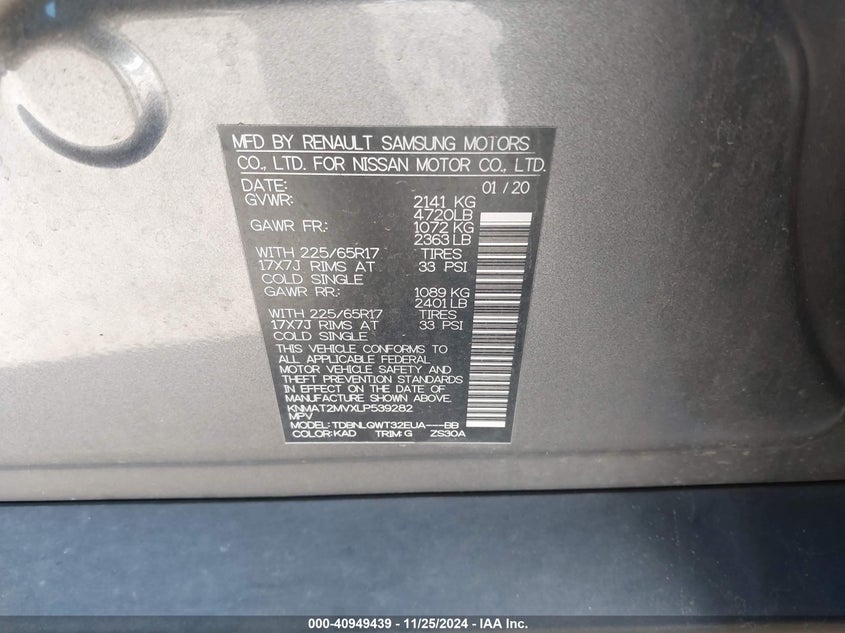 MFD BY RENAULT SAMSUNG MOTORS
CO., LTD. FOR NISSAN MOTOR CO., LTD.
DATE: 01 / 20
GVWR: 2141 KG
4720LB
GAWR FR.: 1072 KG
2363 LB
WITH 225/65R17 TIRES
17X7J RIMS AT 33 PSI
COLD SINGLE
GAWR RR.: 1089 KG
2401 LB
WITH 225/65R17 TIRES
17X7J RIMS AT 33 PSI
COLD SINGLE
THIS VEHICLE CONFORMS TO
ALL APPLICABLE FEDERAL
MOTOR VEHICLE SAFETY AND
THEFT PREVENTION STANDARDS
IN EFFECT ON THE DATE OF
MANUFACTURE SHOWN ABOVE.
KNMAT2MVXLP539282
MPV
MODEL: TDBNLGWT32EUA----BB
COLOR: KAD TRIM: G ZS30A
000-40949439 - 11/25/2024 - IAA Inc.